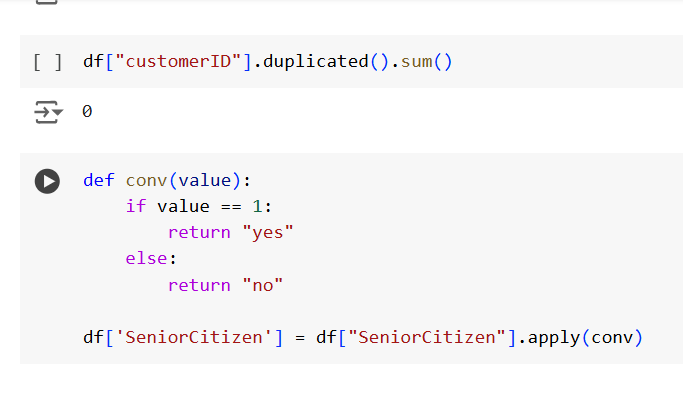 [ ] df["customerID"].duplicated().sum()
0
def conv(value):
    if value == 1:
        return "yes"
    else:
        return "no"
df['SeniorCitizen'] = df["SeniorCitizen"].apply(conv)